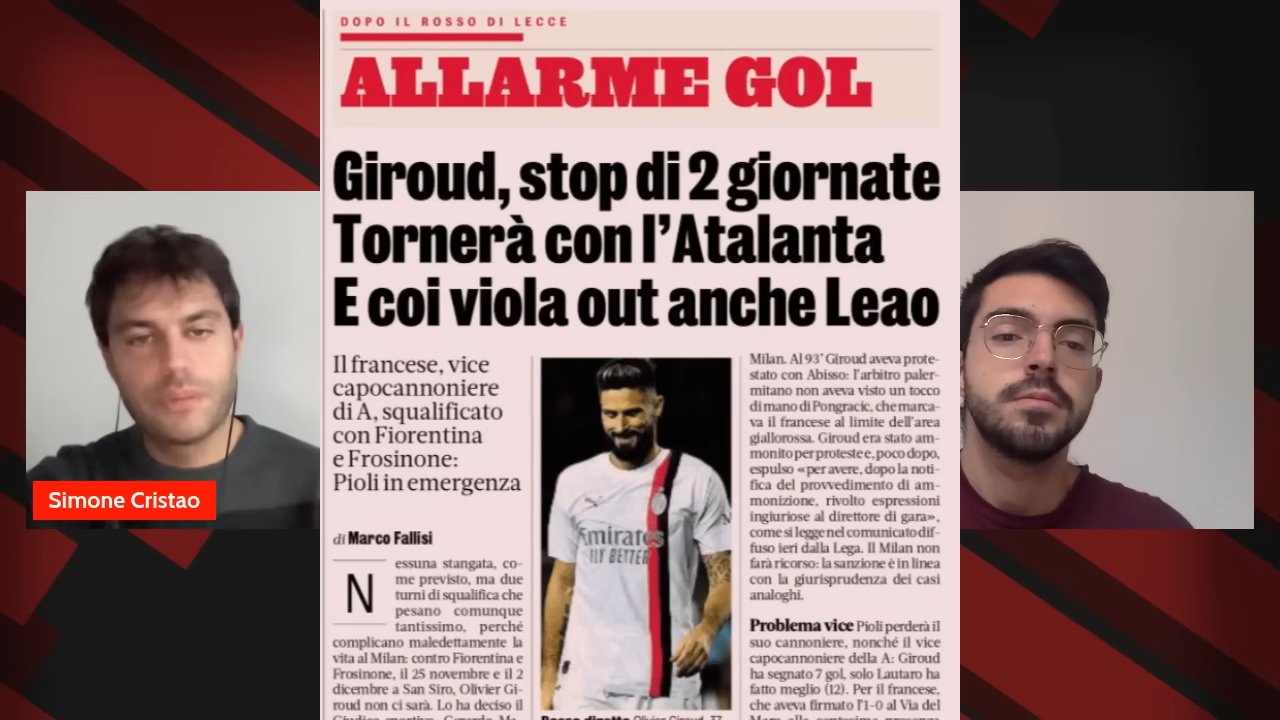 DOPO IL ROSSO DI LECCE
ALLARME GOL
Giroud, stop di 2 giornate
Tornerà con l'Atalanta
E coi viola out anche Leao
Il francese, vice
capocannoniere
di A, squalificato
con Fiorentina
e Frosinone:
Pioli in emergenza
di Marco Fallisi
Nessuna stangata, co-
me previsto, ma due
turni di squalifica che
pesano comunque
tantissimo, perché
complicano maledettamente la
vita al Milan: contro Fiorentina e
Frosinone, il 25 novembre e il 2
dicembre a San Siro, Olivier Gi-
roud non ci sarà. Lo ha deciso il
Emirates
FLY BETTER
Milan. Al 93' Giroud aveva prote-
stato con Abisso: l'arbitro paler-
mitano non aveva visto un tocco
di mano di Pongracic, che marca-
va il francese al limite dell'area
giallorossa. Giroud era stato am-
monito per proteste e, poco dopo,
espulso «per avere, dopo la noti-
fica del provvedimento di am-
monizione, rivolto espressioni
ingiuriose al direttore di gara»,
come si legge nel comunicato dif-
fuso ieri dalla Lega. Il Milan non
farà ricorso: la sanzione è in linea
con la giurisprudenza dei casi
analoghi.
Problema vice Pioli perderà il
suo cannoniere, nonché il vice
capocannoniere della A: Giroud
ha segnato 7 gol, solo Lautaro ha
fatto meglio (12). Per il francese,
che aveva firmato l'1-0 al Via del
Simone Cristao